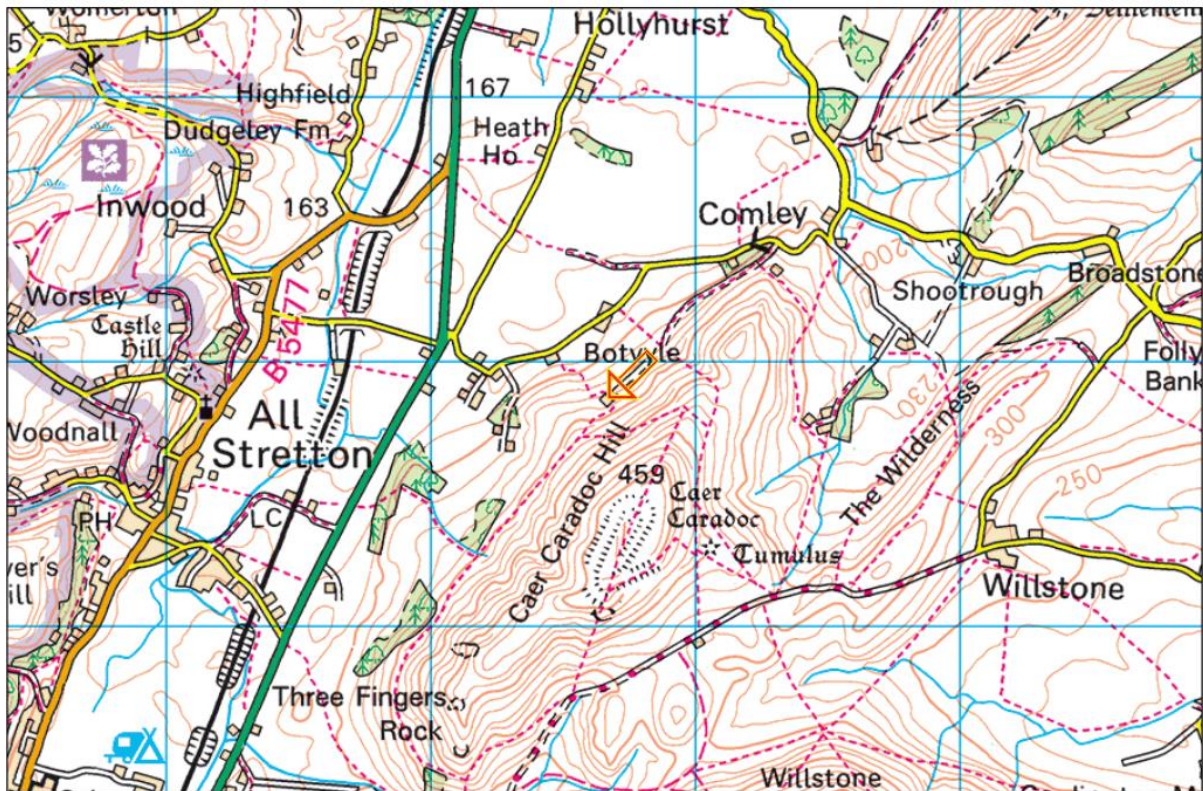 Hollyhurst
5
Highfield
167
Dudgeley Fm
Heath
Ho
Inwood
163
Comley
200
Worsley
Shootrough
Broadstone
Castle
Hill
B 5477
Botvyle
Folly
Bank
All
Stretton
Woodnall
230
The Wilderness
300
459
Caer
Caradoc
250
Caer Caradoc Hill
PH
LC
Tumulus
Willstone
Three Fingers
Rock
Willstone